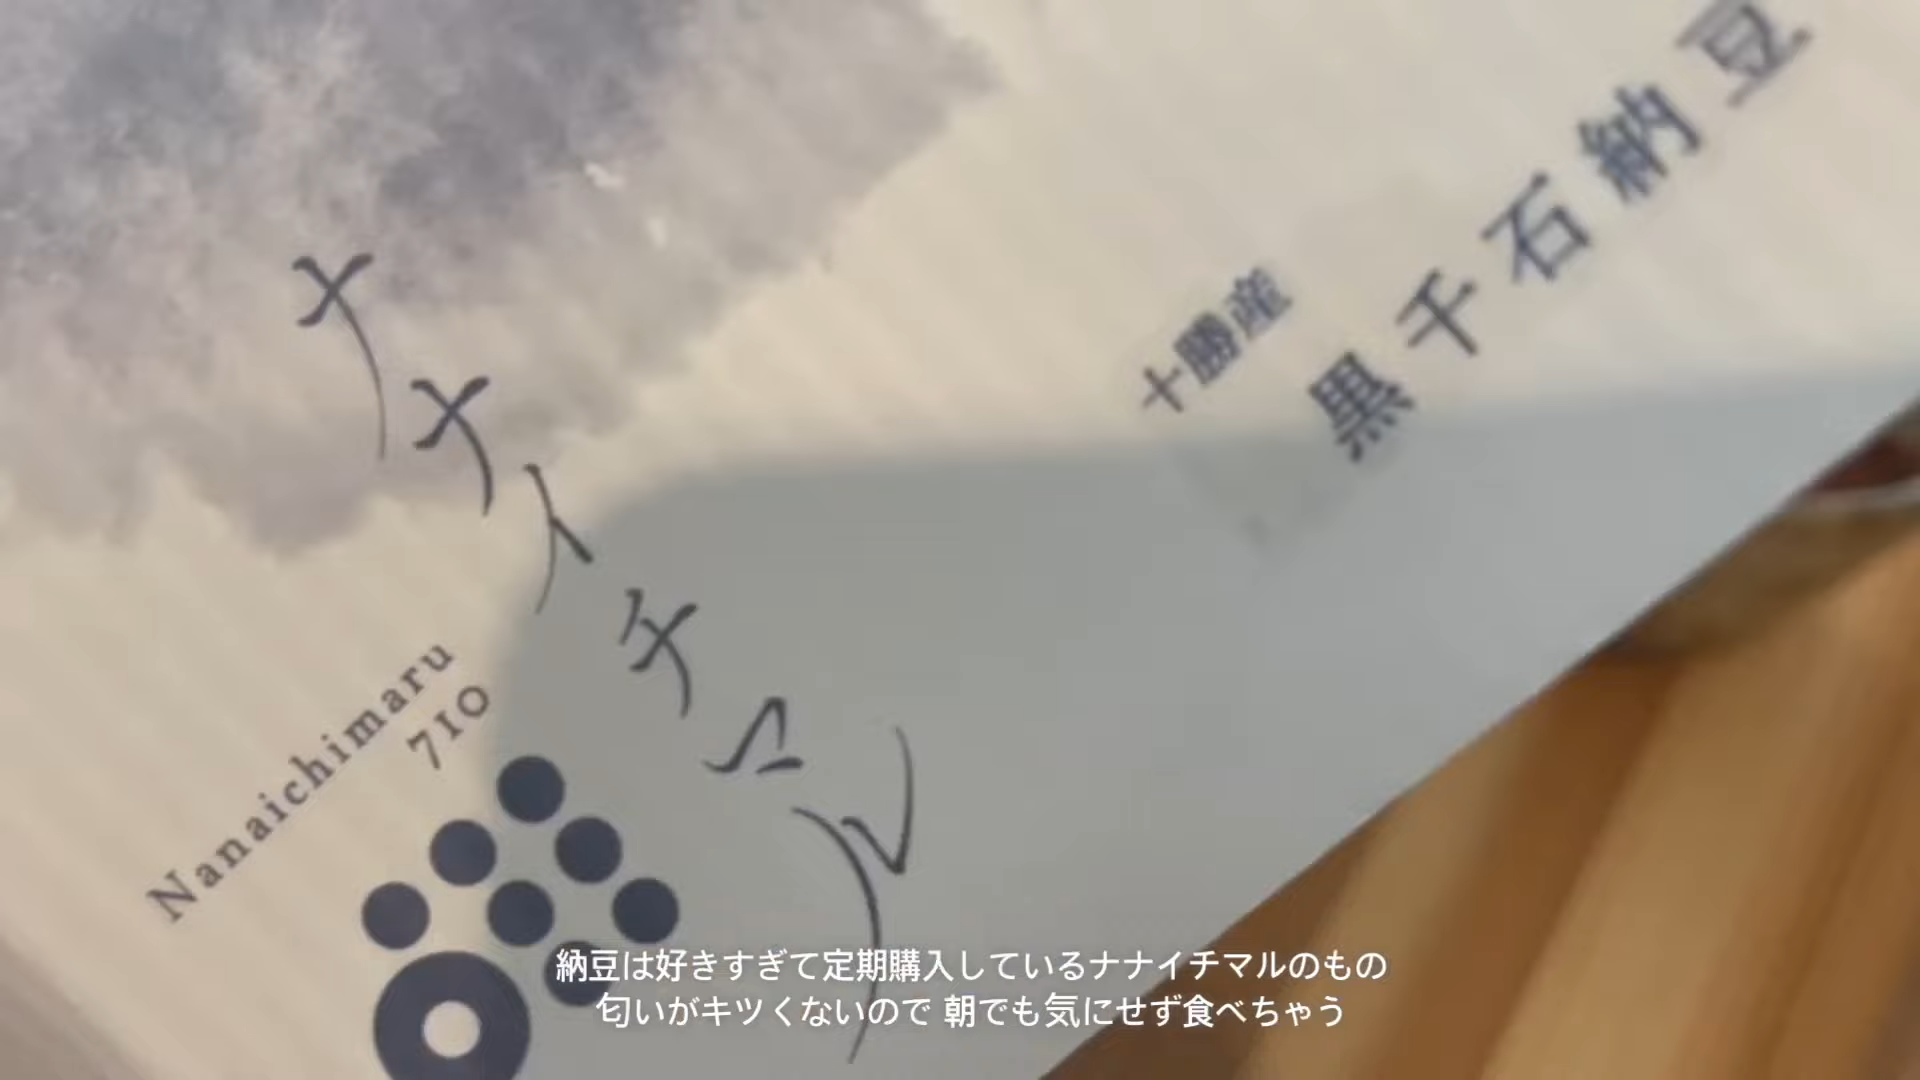 十勝産
黒千石納豆
ナナイチマル
Nanaichimaru
710
納豆は好きすぎて定期購入しているナナイチマルのもの
匂いがキツくないので 朝でも気にせず食べちゃう